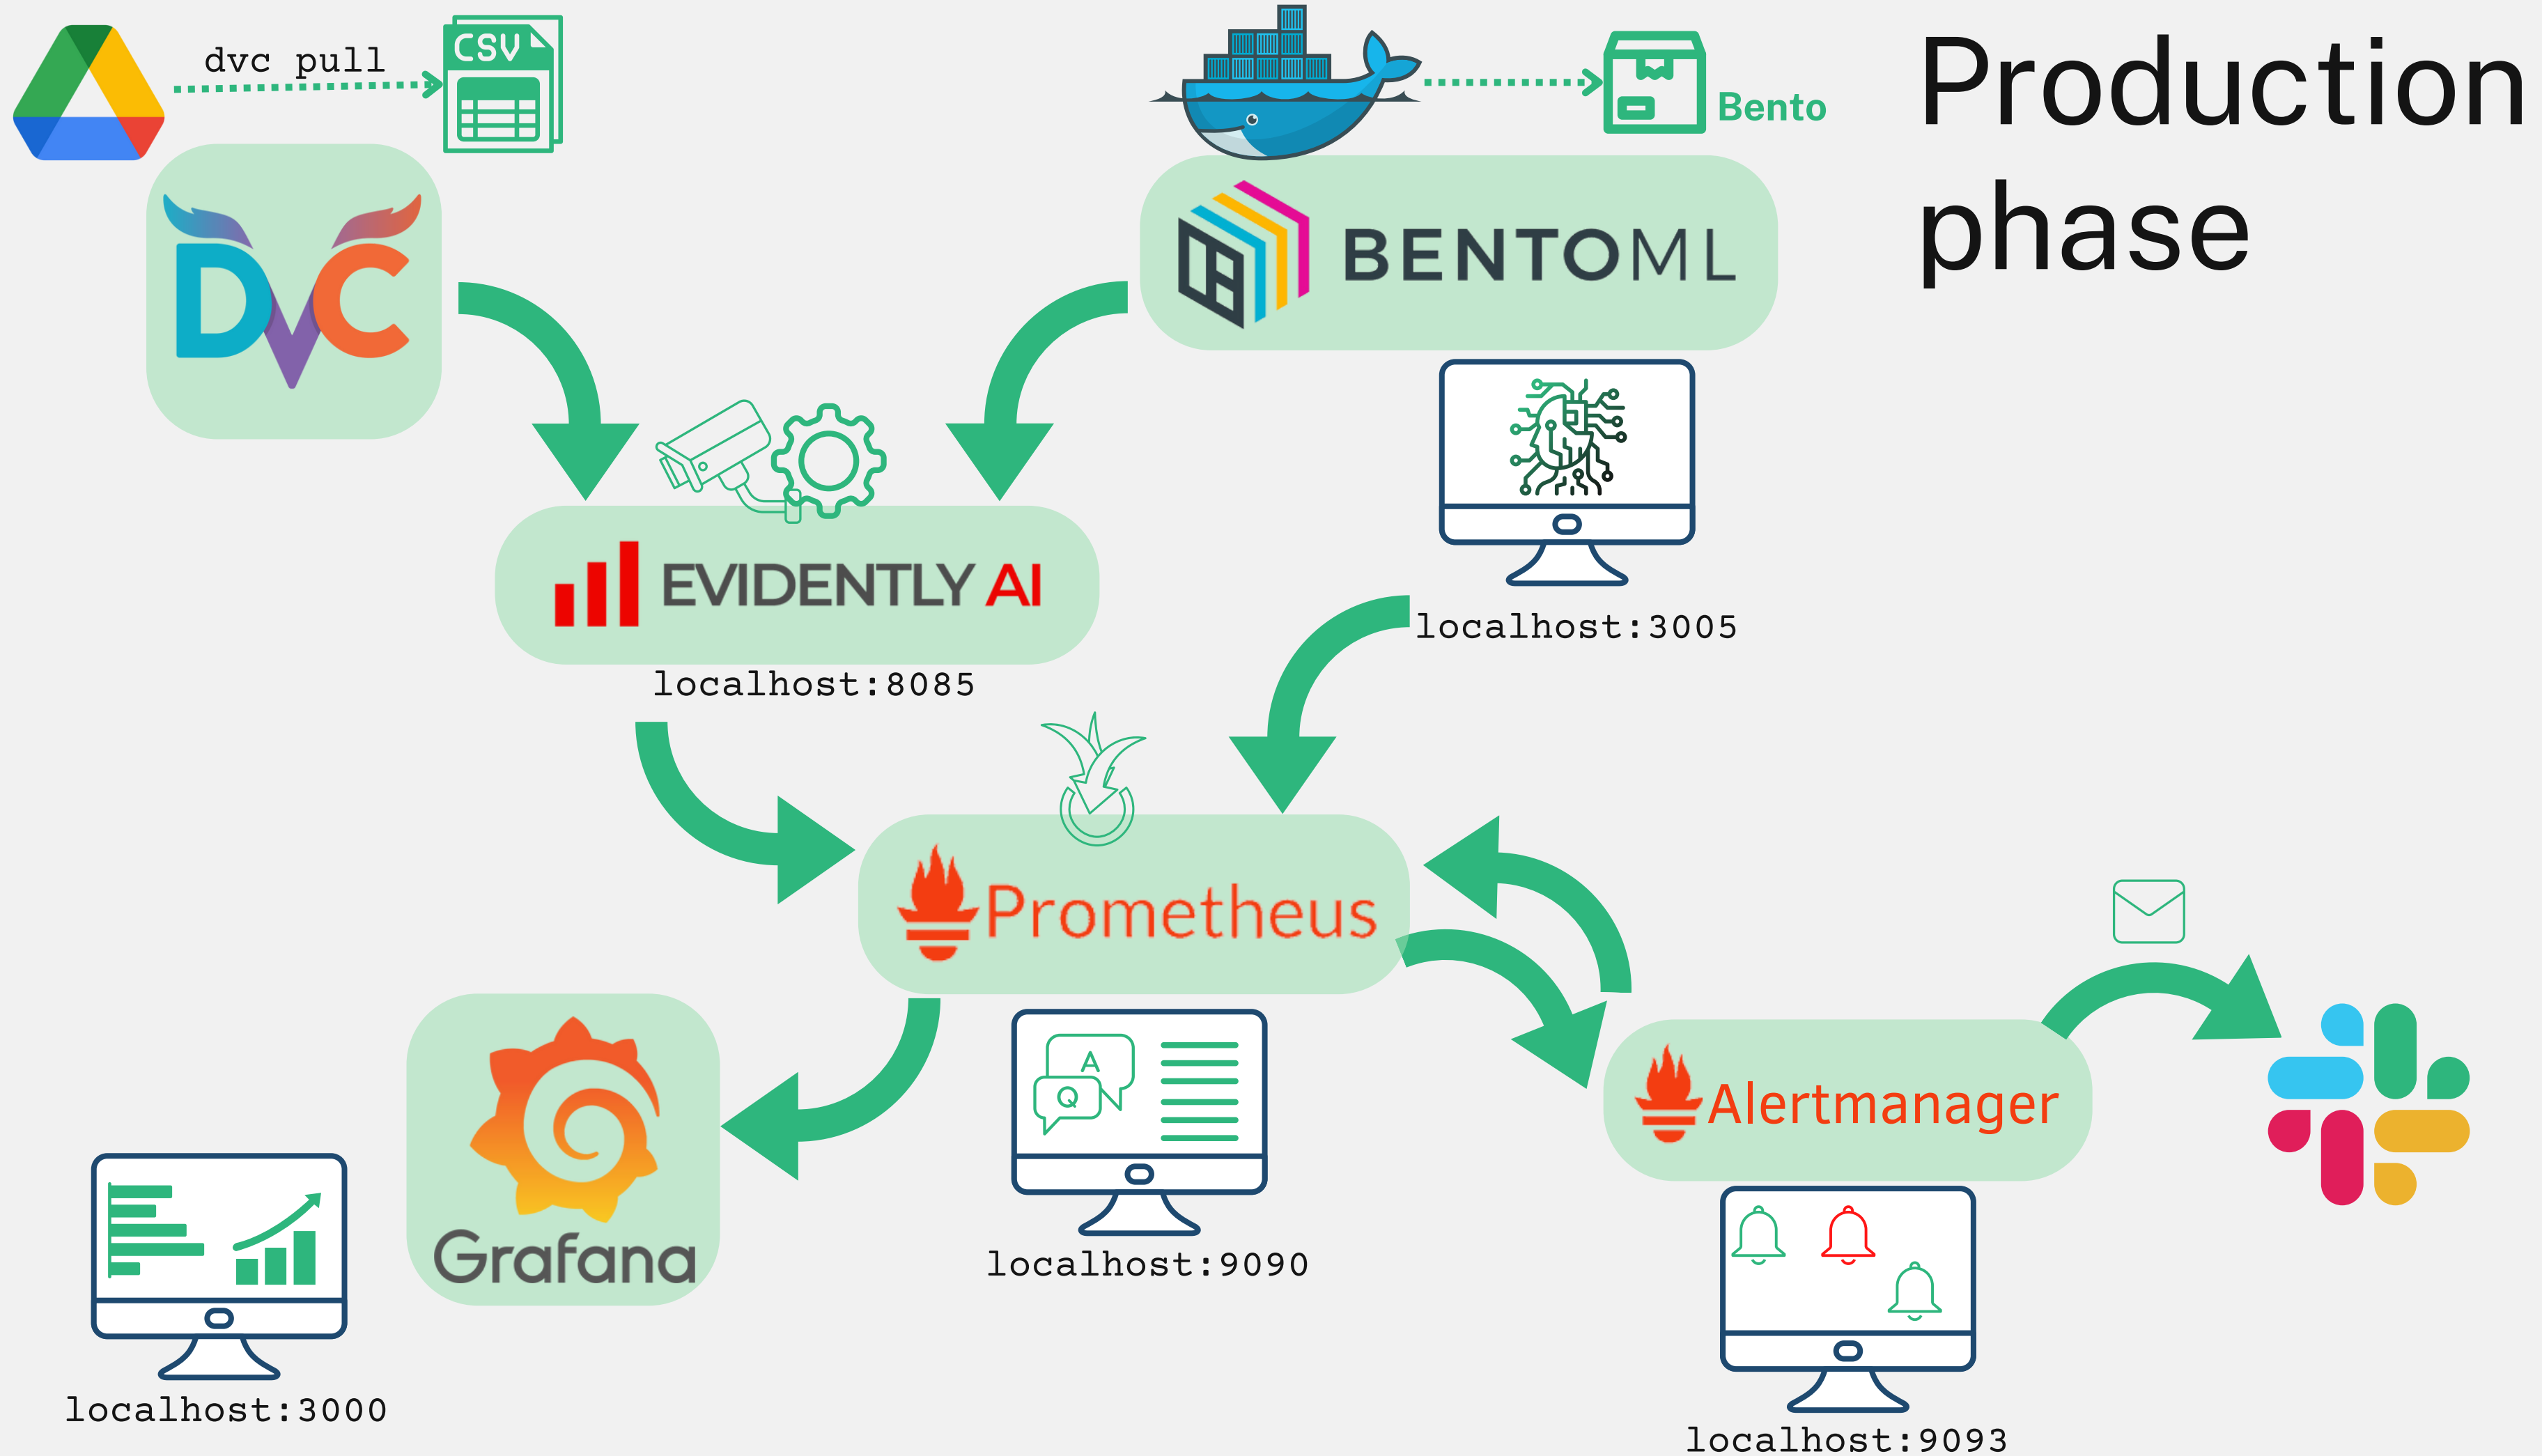 Production
phase
dvc pull
CSV
Bento
DVC
BENTOML
EVIDENTLY AI
localhost:3005
localhost:8085
Prometheus
A
Q
Alertmanager
Grafana
localhost:9090
localhost:3000
localhost:9093